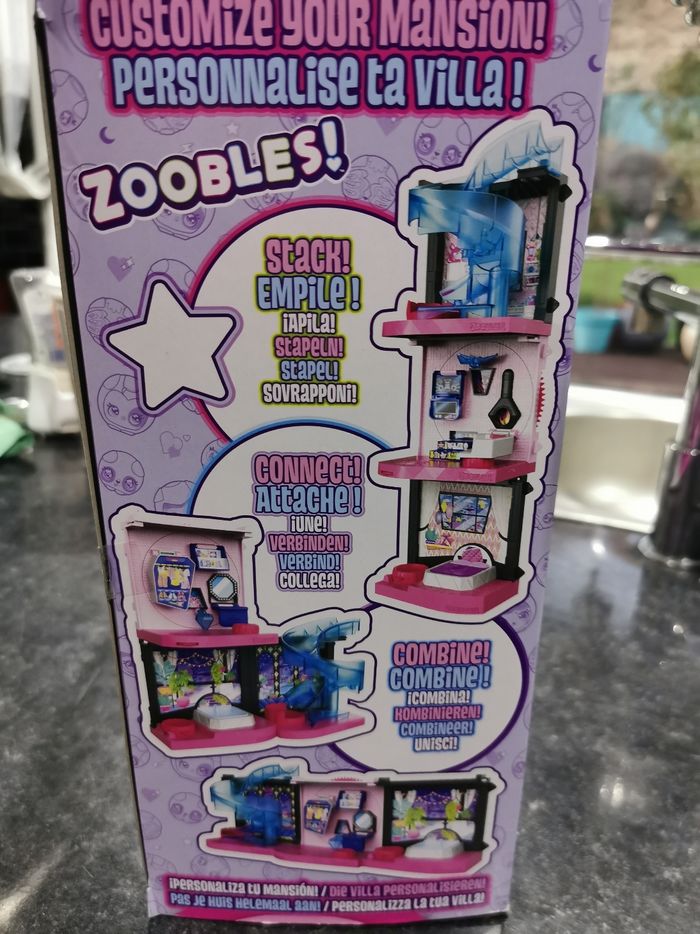 CUSTOMIZE YOUR MANSION!
PERSONNALISE TA VILLA !
ZOOBLES!
STACK!
EMPILE !
¡APILA!
STAPELN!
STAPEL!
SOVRAPPONI!
CONNECT!
ATTACHE !
¡UNE!
VERBINDEN!
VERBIND!
COLLEGA!
COMBINE!
COMBINE !
¡COMBINA!
KOMBINIEREN!
COMBINEER!
UNISCI!
¡PERSONALIZA TU MANSIÓN! / DIE VILLA PERSONALISIEREN!
PAS JE HUIS HELEMAAL AAN! / PERSONALIZZA LA TUA VILLA!